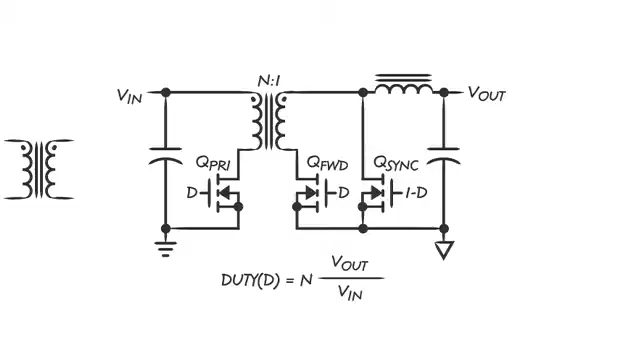 N:1
VIN
VOUT
QPRI
QFWD
QSYNC
D
D
1-D
DUTY(D) = N VOUT
VIN